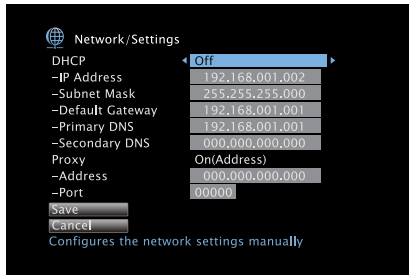 Network/Settings
DHCP Off
–IP Address 192.168.001.002
–Subnet Mask 255.255.255.000
–Default Gateway 192.168.001.001
–Primary DNS 192.168.001.001
–Secondary DNS 000.000.000.000
Proxy On(Address)
–Address 000.000.000.000
–Port 00000
Save
Cancel
Configures the network settings manually